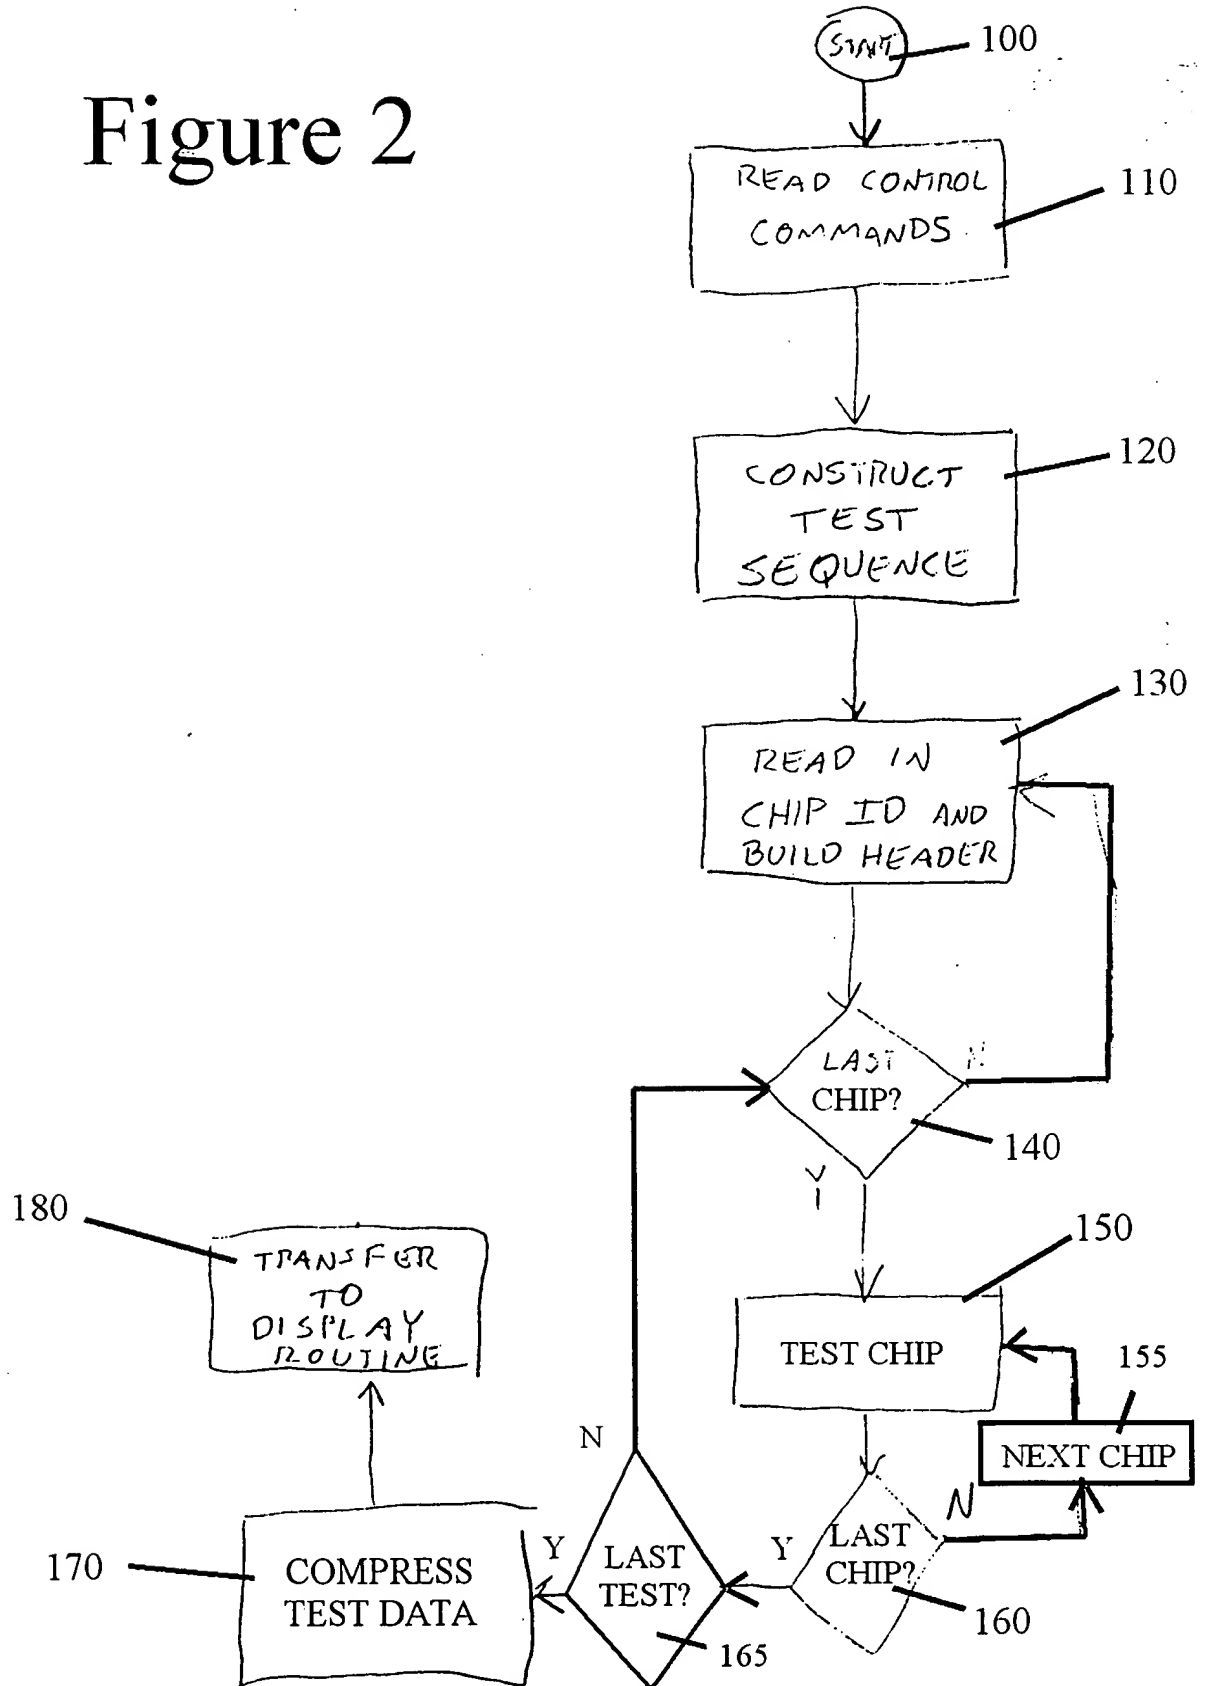 Figure 2
START
100
READ CONTROL
COMMANDS
110
CONSTRUCT
TEST
SEQUENCE
120
READ IN
CHIP ID AND
BUILD HEADER
130
LAST
CHIP?
N
140
Y
180
TRANSFER
TO
DISPLAY
ROUTINE
150
TEST CHIP
155
NEXT CHIP
N
N
LAST
CHIP?
160
Y
LAST
TEST?
165
Y
170
COMPRESS
TEST DATA